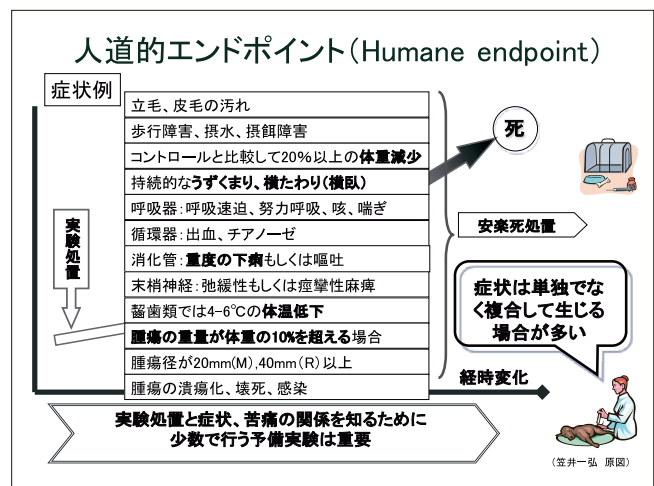 人道的エンドポイント(Humane endpoint)
症状例
立毛、皮毛の汚れ
歩行障害、摂水、摂餌障害
コントロールと比較して20%以上の体重減少
持続的なうずくまり、横たわり(横臥)
呼吸器:呼吸速迫、努力呼吸、咳、喘ぎ
循環器:出血、チアノーゼ
消化管:重度の下痢もしくは嘔吐
末梢神経:弛緩性もしくは痙攣性麻痺
齧歯類では4-6℃の体温低下
腫瘍の重量が体重の10%を超える場合
腫瘍径が20mm(M),40mm(R)以上
腫瘍の潰瘍化、壊死、感染
実験処置
死
安楽死処置
症状は単独でな
く複合して生じる
場合が多い
経時変化
実験処置と症状、苦痛の関係を知るために
少数で行う予備実験は重要
(笠井一弘 原図)